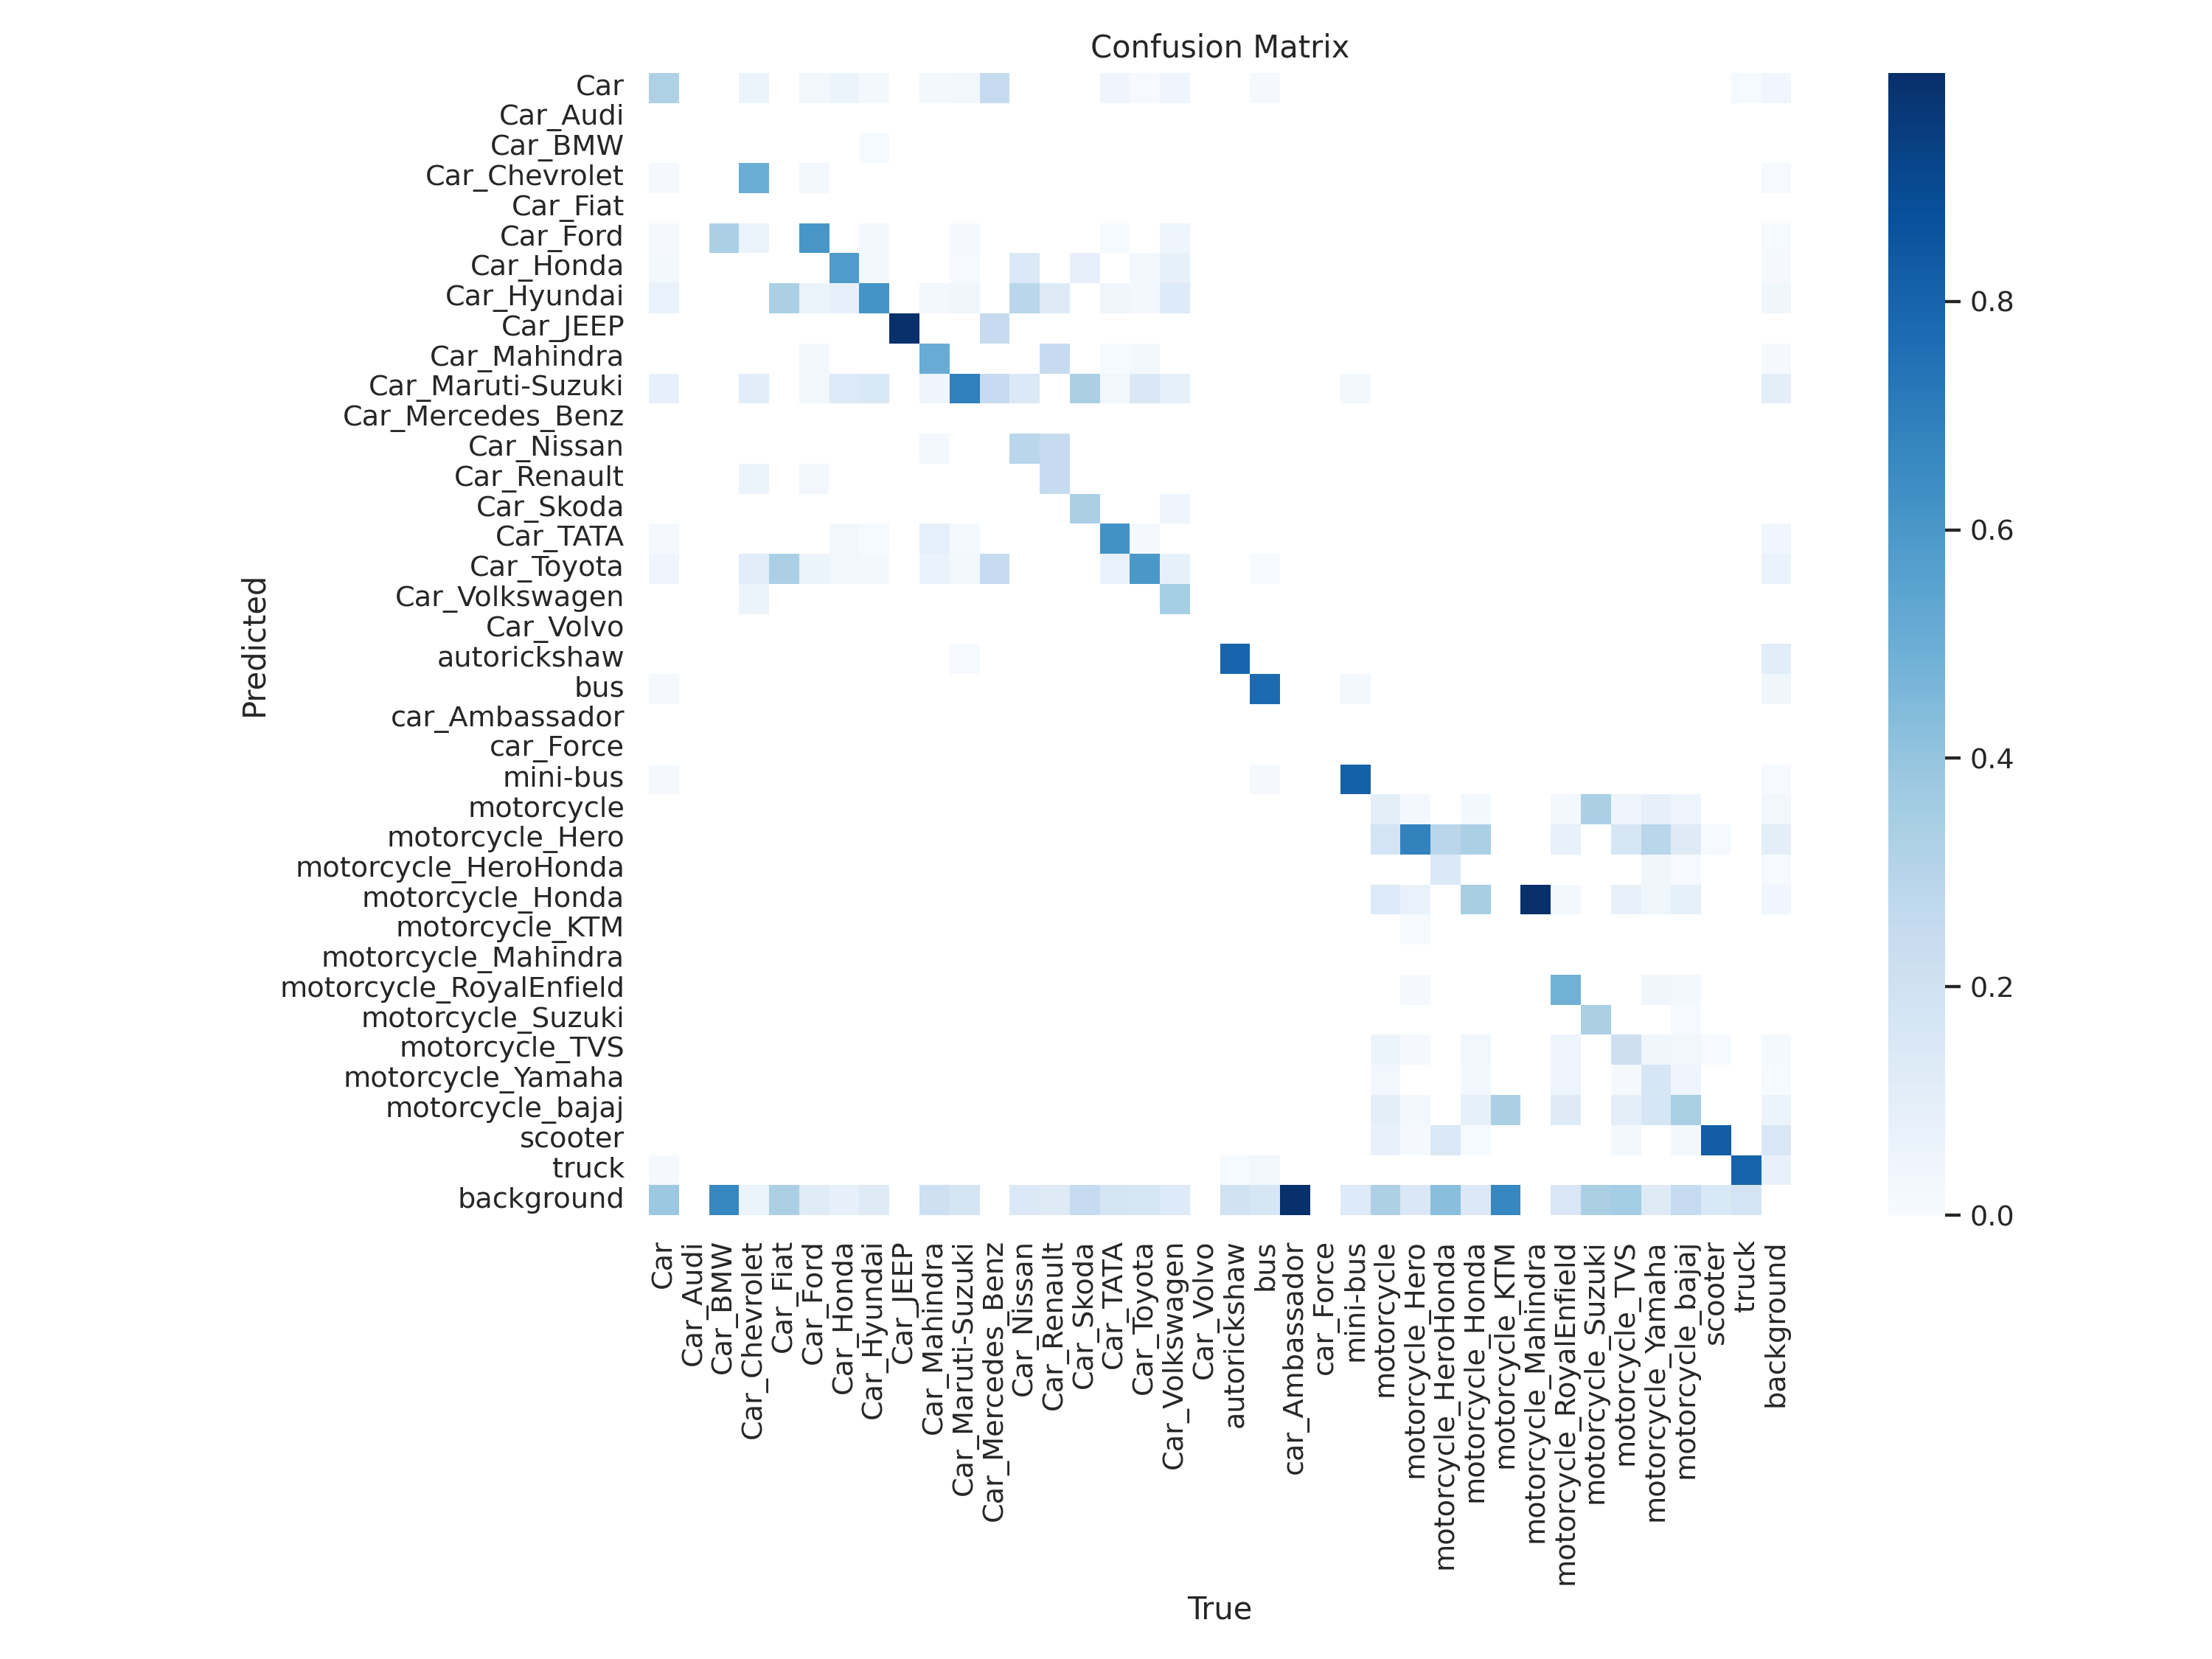 Confusion Matrix
Predicted
Car
Car_Audi
Car_BMW
Car_Chevrolet
Car_Fiat
Car_Ford
Car_Honda
Car_Hyundai
Car_JEEP
Car_Mahindra
Car_Maruti-Suzuki
Car_Mercedes_Benz
Car_Nissan
Car_Renault
Car_Skoda
Car_TATA
Car_Toyota
Car_Volkswagen
Car_Volvo
autorickshaw
bus
car_Ambassador
car_Force
mini-bus
motorcycle
motorcycle_Hero
motorcycle_HeroHonda
motorcycle_Honda
motorcycle_KTM
motorcycle_Mahindra
motorcycle_RoyalEnfield
motorcycle_Suzuki
motorcycle_TVS
motorcycle_Yamaha
motorcycle_bajaj
scooter
truck
background
Car
Car_Audi
Car_BMW
Car_Chevrolet
Car_Fiat
Car_Ford
Car_Honda
Car_Hyundai
Car_JEEP
Car_Mahindra
Car_Maruti-Suzuki
Car_Mercedes_Benz
Car_Nissan
Car_Renault
Car_Skoda
Car_TATA
Car_Toyota
Car_Volkswagen
Car_Volvo
autorickshaw
bus
car_Ambassador
car_Force
mini-bus
motorcycle
motorcycle_Hero
motorcycle_HeroHonda
motorcycle_Honda
motorcycle_KTM
motorcycle_Mahindra
motorcycle_RoyalEnfield
motorcycle_Suzuki
motorcycle_TVS
motorcycle_Yamaha
motorcycle_bajaj
scooter
truck
background
True
0.8
0.6
0.4
0.2
0.0